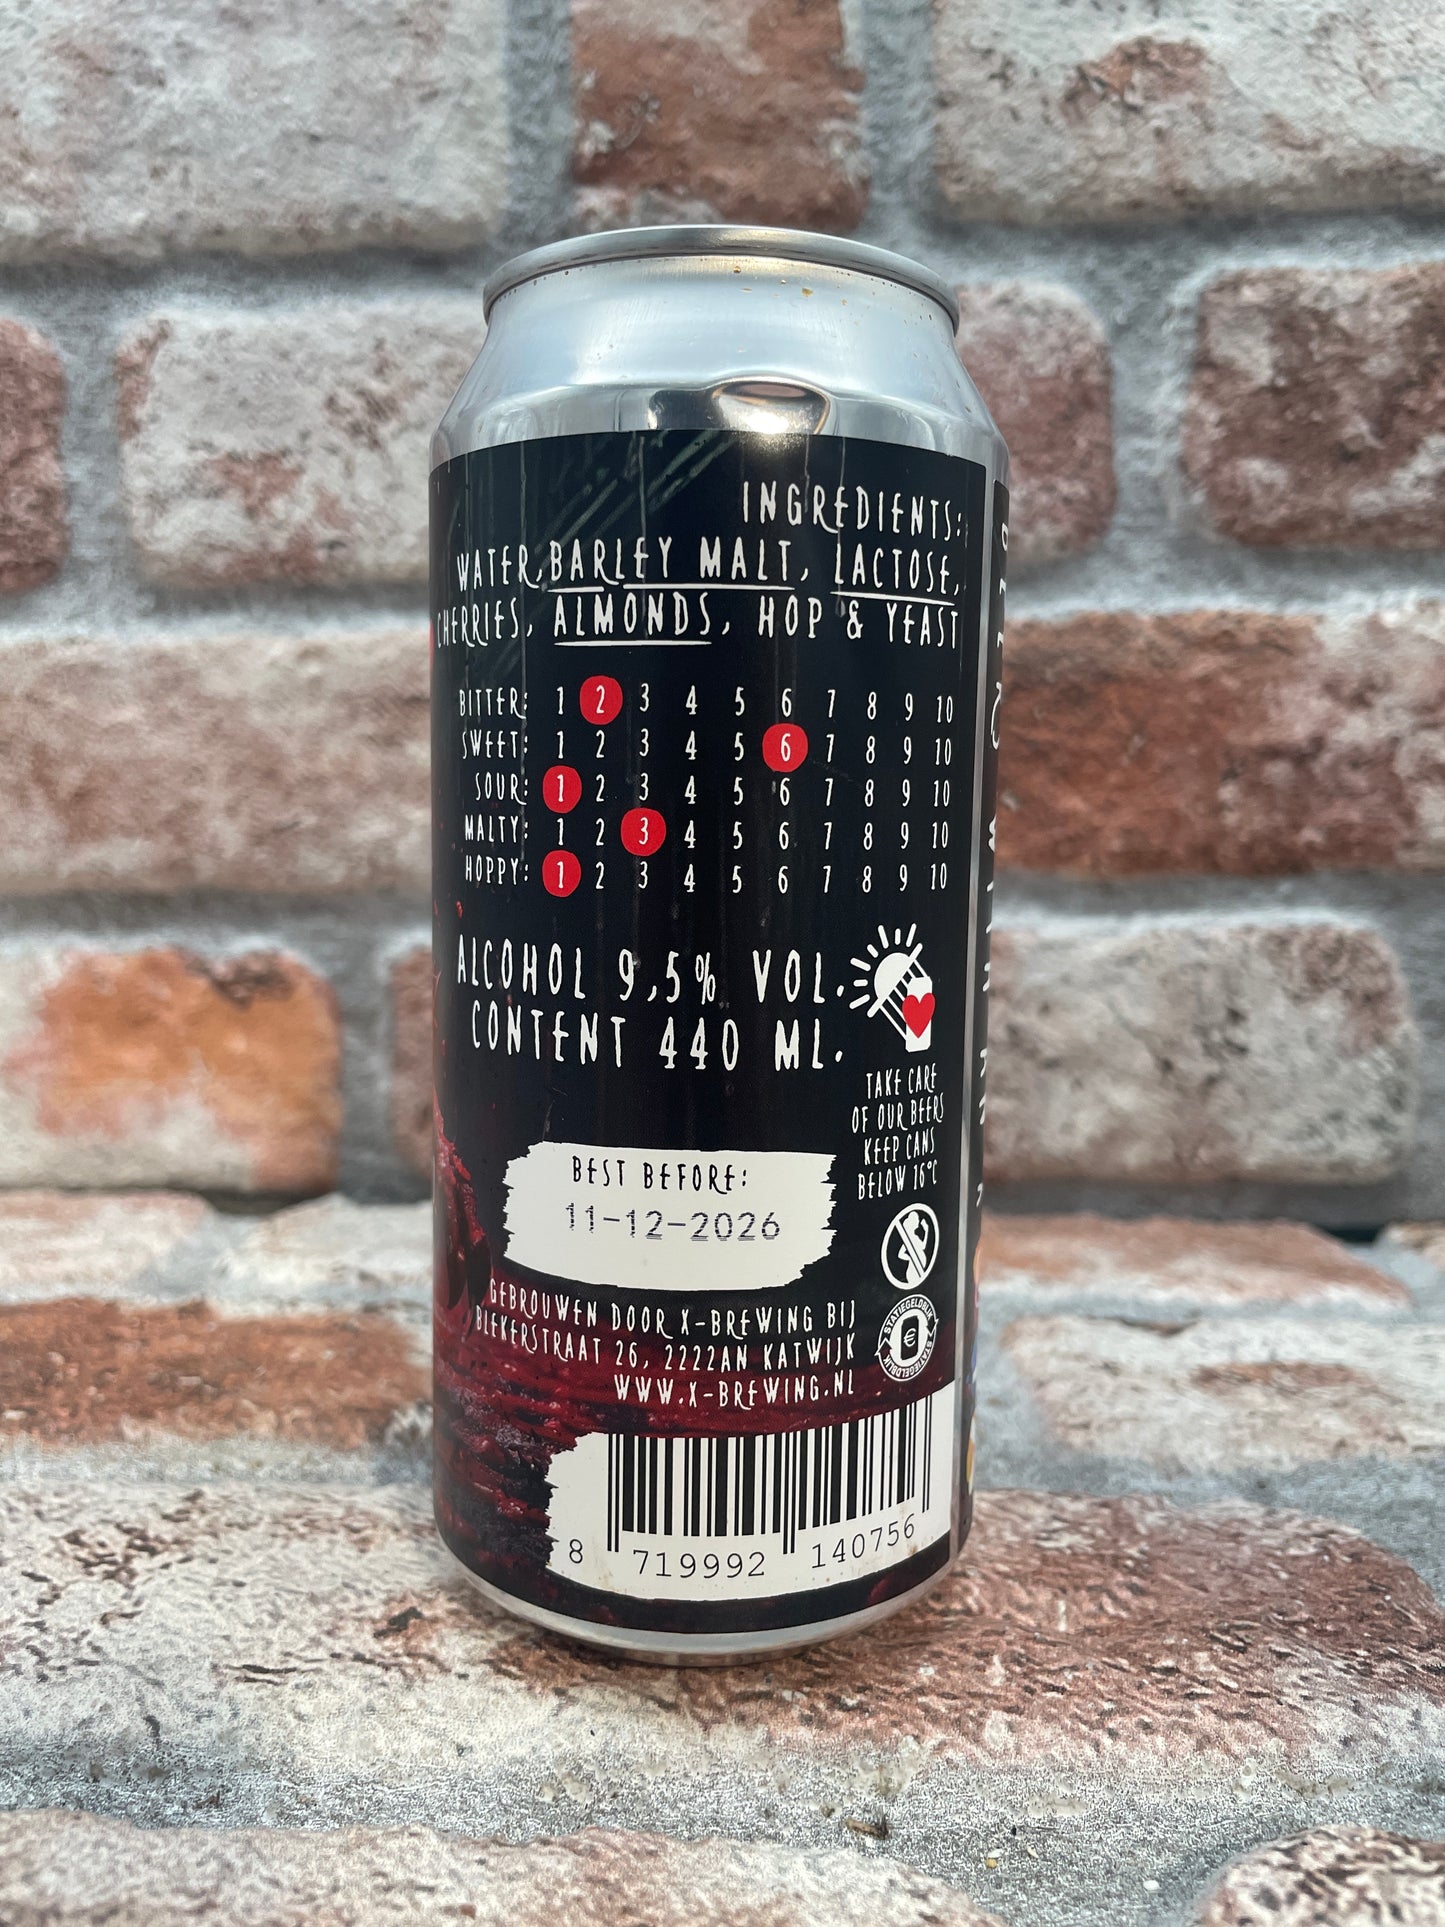 INGREDIENTS:
WATER, BARLEY MALT, LACTOSE,
CHERRIES, ALMONDS, HOP & YEAST
BITTER: 1 2 3 4 5 6 7 8 9 10
SWEET: 1 2 3 4 5 6 7 8 9 10
SOUR: 1 2 3 4 5 6 7 8 9 10
MALTY: 1 2 3 4 5 6 7 8 9 10
HOPPY: 1 2 3 4 5 6 7 8 9 10
ALCOHOL 9,5% VOL.
CONTENT 440 ML.
TAKE CARE
OF OUR BEERS
KEEP CANS
BELOW 16°C
BEST BEFORE:
11-12-2026
GEBROUWEN DOOR X-BREWING BIJ
BLEKERSTRAAT 26, 2222AN KATWIJK
WWW.X-BREWING.NL
STATIEGELDBLIK
€
STATIEGELDBLIK
8 719992 140756